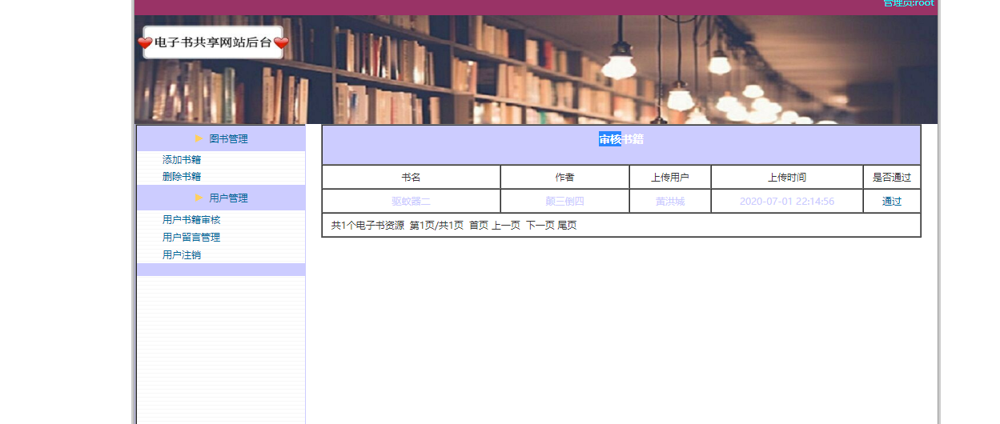 管理员:root
电子书共享网站后台
图书管理
添加书籍
删除书籍
用户管理
用户书籍审核
用户留言管理
用户注销
审核书籍
书名 作者 上传用户 上传时间 是否通过
驱蚊器二 颠三倒四 黄洪城 2020-07-01 22:14:56 通过
共1个电子书资源 第1页/共1页 首页 上一页 下一页 尾页